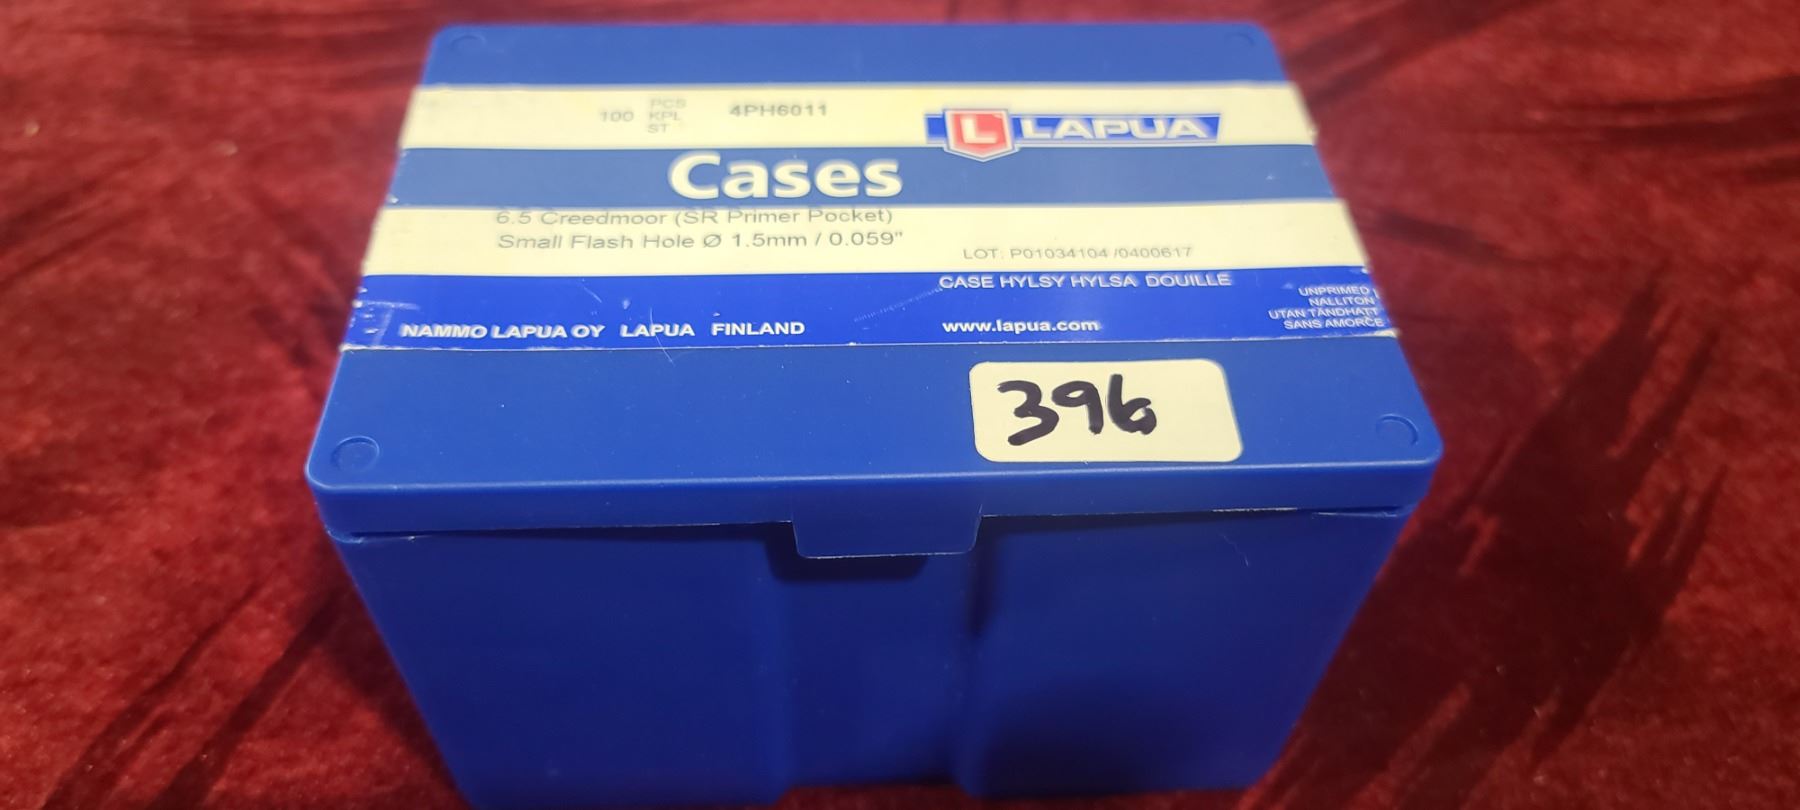 100 PCS
KPL
ST
4PH6011
L LAPUA
Cases
6.5 Creedmoor (SR Primer Pocket)
Small Flash Hole Ø 1.5mm / 0.059"
LOT: P01034104 /0400617
CASE HYLSY HYLSA DOUILLE
UNPRIMED
NALLITON
UTAN TÄNDHATT
SANS AMORCE
NAMMO LAPUA OY LAPUA FINLAND
www.lapua.com
396